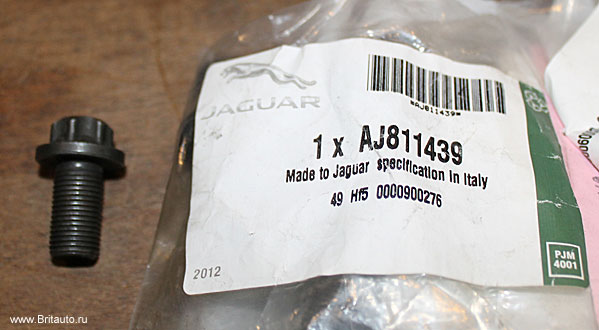 JAGUAR
*AJ811439*
1 x AJ811439
Made to Jaguar specification in Italy
49 Hf5 0000900276
2012
PJM
4001
www.Britauto.ru